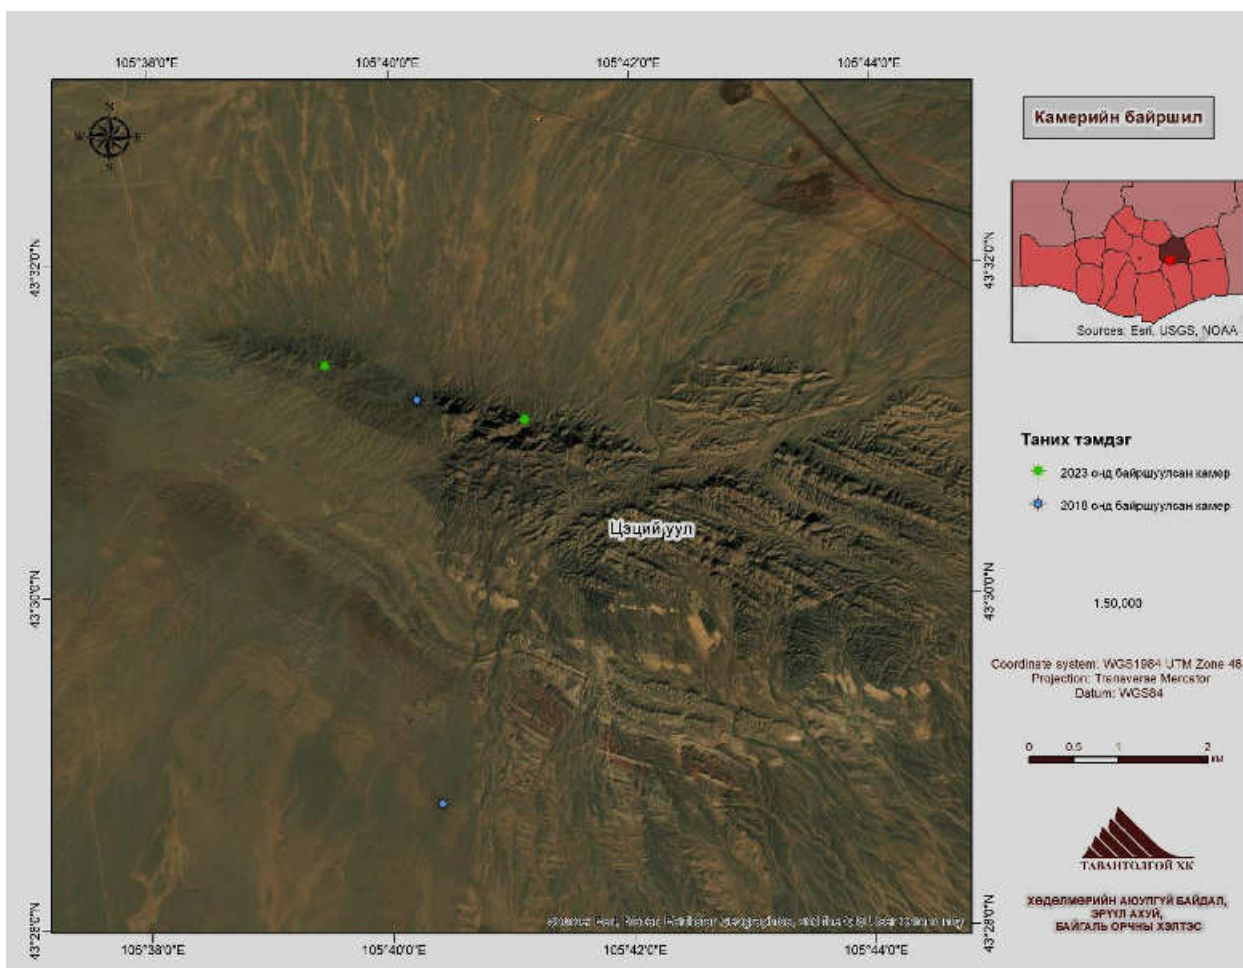 105°38'0"E 105°40'0"E 105°42'0"E 105°44'0"E
43°32'0"N
43°30'0"N
43°28'0"N
N
W E
S
Цэций уул
43°32'0"N
43°30'0"N
43°28'0"N
105°38'0"E 105°40'0"E 105°42'0"E 105°44'0"E
Камерийн байршил
Sources: Esri, USGS, NOAA
Таних тэмдэг
2023 онд байршуулсан камер
2018 онд байршуулсан камер
1:50,000
Coordinate system: WGS1984 UTM Zone 48
Projection: Transverse Mercator
Datum: WGS84
0 0.5 1 2
км
ТАВАНТОЛГОЙ ХК
ХӨДӨЛМӨРИЙН АЮУЛГҮЙ БАЙДАЛ,
ЭРҮҮЛ АХУЙ,
БАЙГАЛЬ ОРЧНЫ ХЭЛТЭС